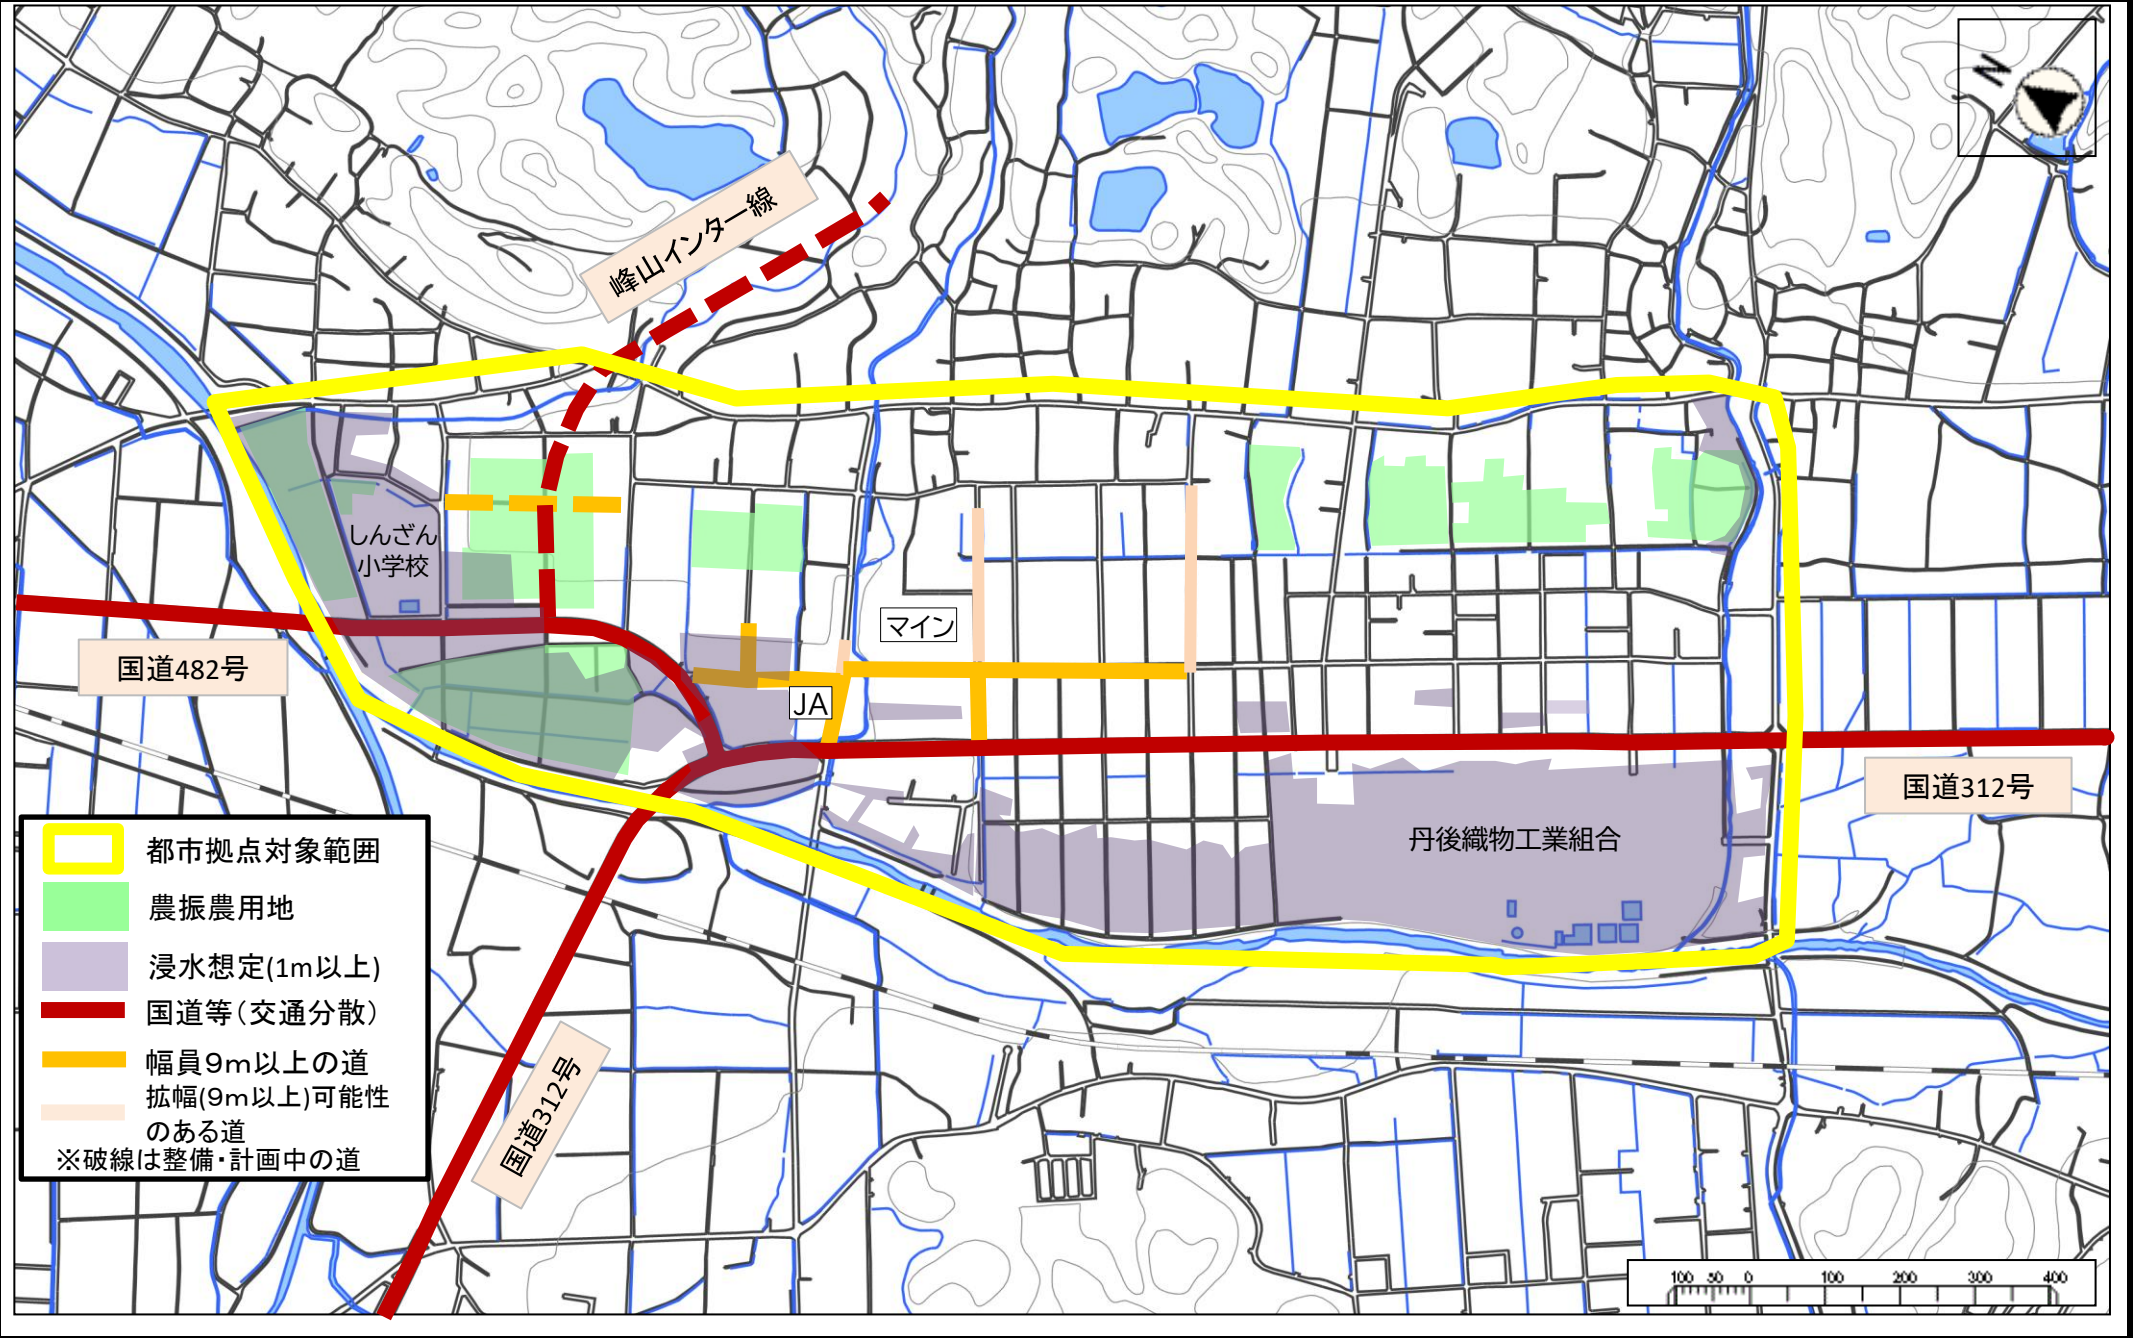 N
峰山インター線
しんざん
小学校
マイン
国道482号
JA
国道312号
丹後織物工業組合
都市拠点対象範囲
農振農用地
浸水想定(1m以上)
国道等(交通分散)
幅員9m以上の道
拡幅(9m以上)可能性
のある道
※破線は整備・計画中の道
国道312号
100 50 0 100 200 300 400